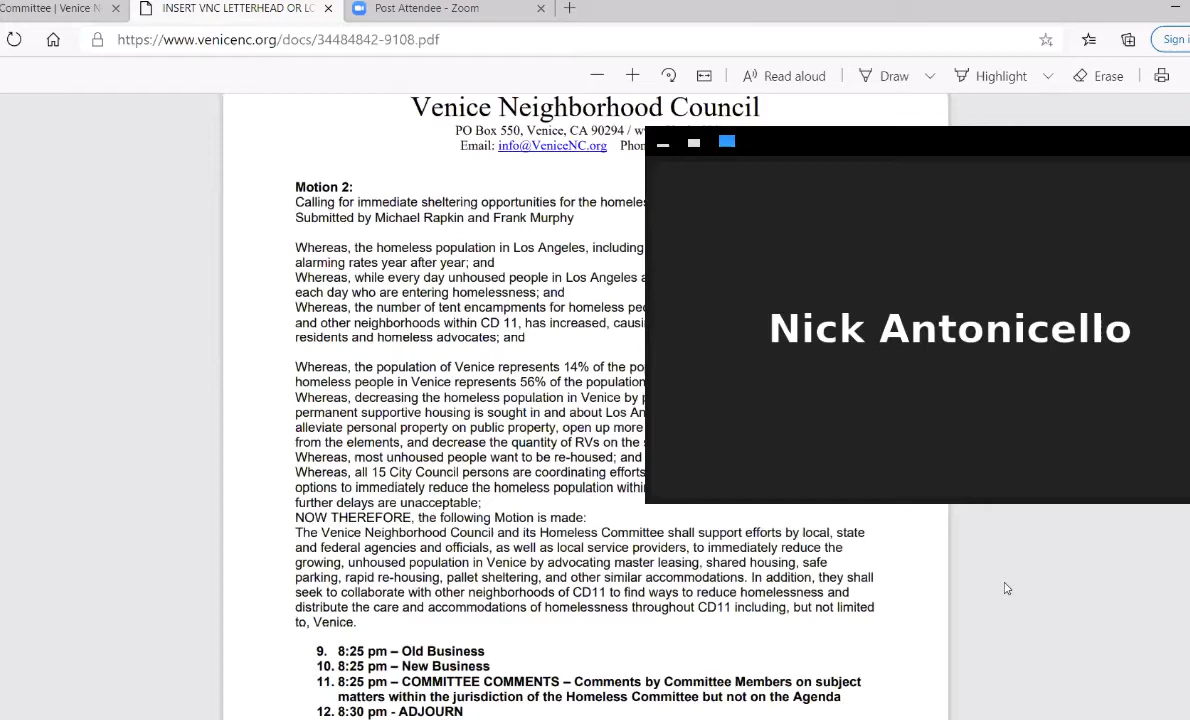 Committee | Venice N
INSERT VNC LETTERHEAD OR LO
Post Attendee - Zoom
https://www.venicenc.org/docs/34484842-9108.pdf
Sign i
Read aloud
Draw
Highlight
Erase
Venice Neighborhood Council
PO Box 550, Venice, CA 90294 /
Email: info@VeniceNC.org Phon
Motion 2:
Calling for immediate sheltering opportunities for the homeles
Submitted by Michael Rapkin and Frank Murphy
Whereas, the homeless population in Los Angeles, including
alarming rates year after year; and
Whereas, while every day unhoused people in Los Angeles a
each day who are entering homelessness; and
Whereas, the number of tent encampments for homeless peo
and other neighborhoods within CD 11, has increased, causi
residents and homeless advocates; and
Whereas, the population of Venice represents 14% of the po
homeless people in Venice represents 56% of the population
Whereas, decreasing the homeless population in Venice by p
permanent supportive housing is sought in and about Los An
alleviate personal property on public property, open up more
from the elements, and decrease the quantity of RVs on the s
Whereas, most unhoused people want to be re-housed; and
Whereas, all 15 City Council persons are coordinating efforts
options to immediately reduce the homeless population within
further delays are unacceptable;
NOW THEREFORE, the following Motion is made:
The Venice Neighborhood Council and its Homeless Committee shall support efforts by local, state
and federal agencies and officials, as well as local service providers, to immediately reduce the
growing, unhoused population in Venice by advocating master leasing, shared housing, safe
parking, rapid re-housing, pallet sheltering, and other similar accommodations. In addition, they shall
seek to collaborate with other neighborhoods of CD11 to find ways to reduce homelessness and
distribute the care and accommodations of homelessness throughout CD11 including, but not limited
to, Venice.
9. 8:25 pm – Old Business
10. 8:25 pm – New Business
11. 8:25 pm – COMMITTEE COMMENTS – Comments by Committee Members on subject
matters within the jurisdiction of the Homeless Committee but not on the Agenda
12. 8:30 pm - ADJOURN
Nick Antonicello